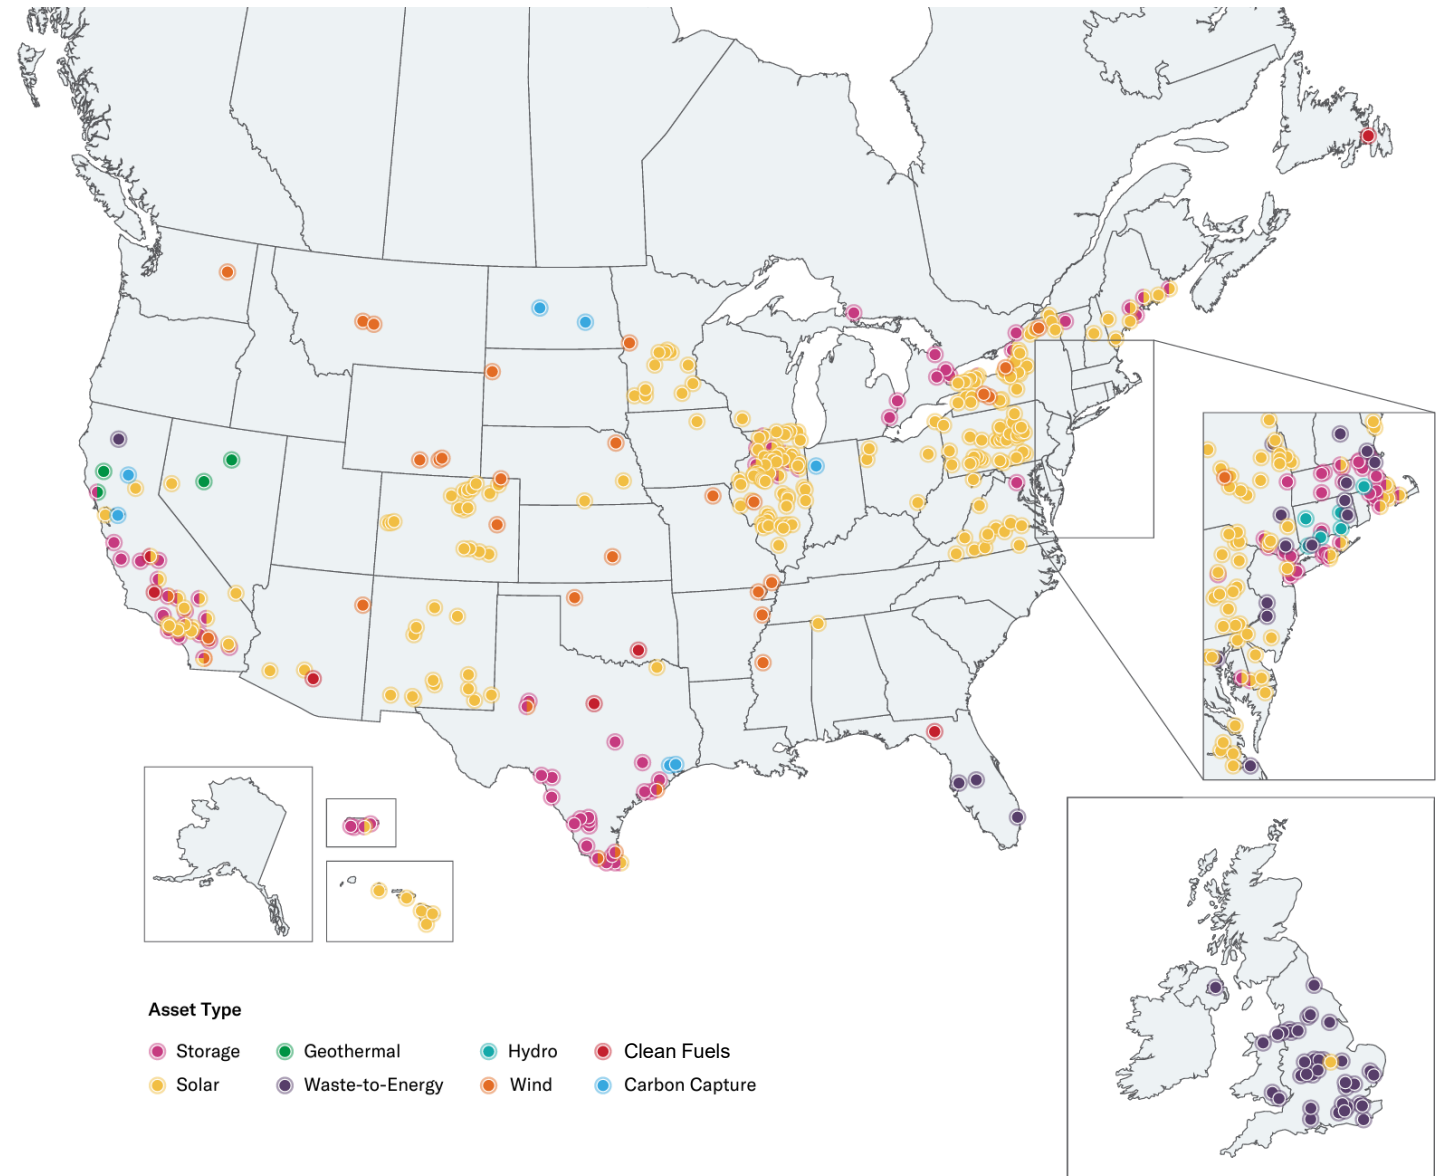 Asset Type
Storage Geothermal Hydro Clean Fuels
Solar Waste-to-Energy Wind Carbon Capture